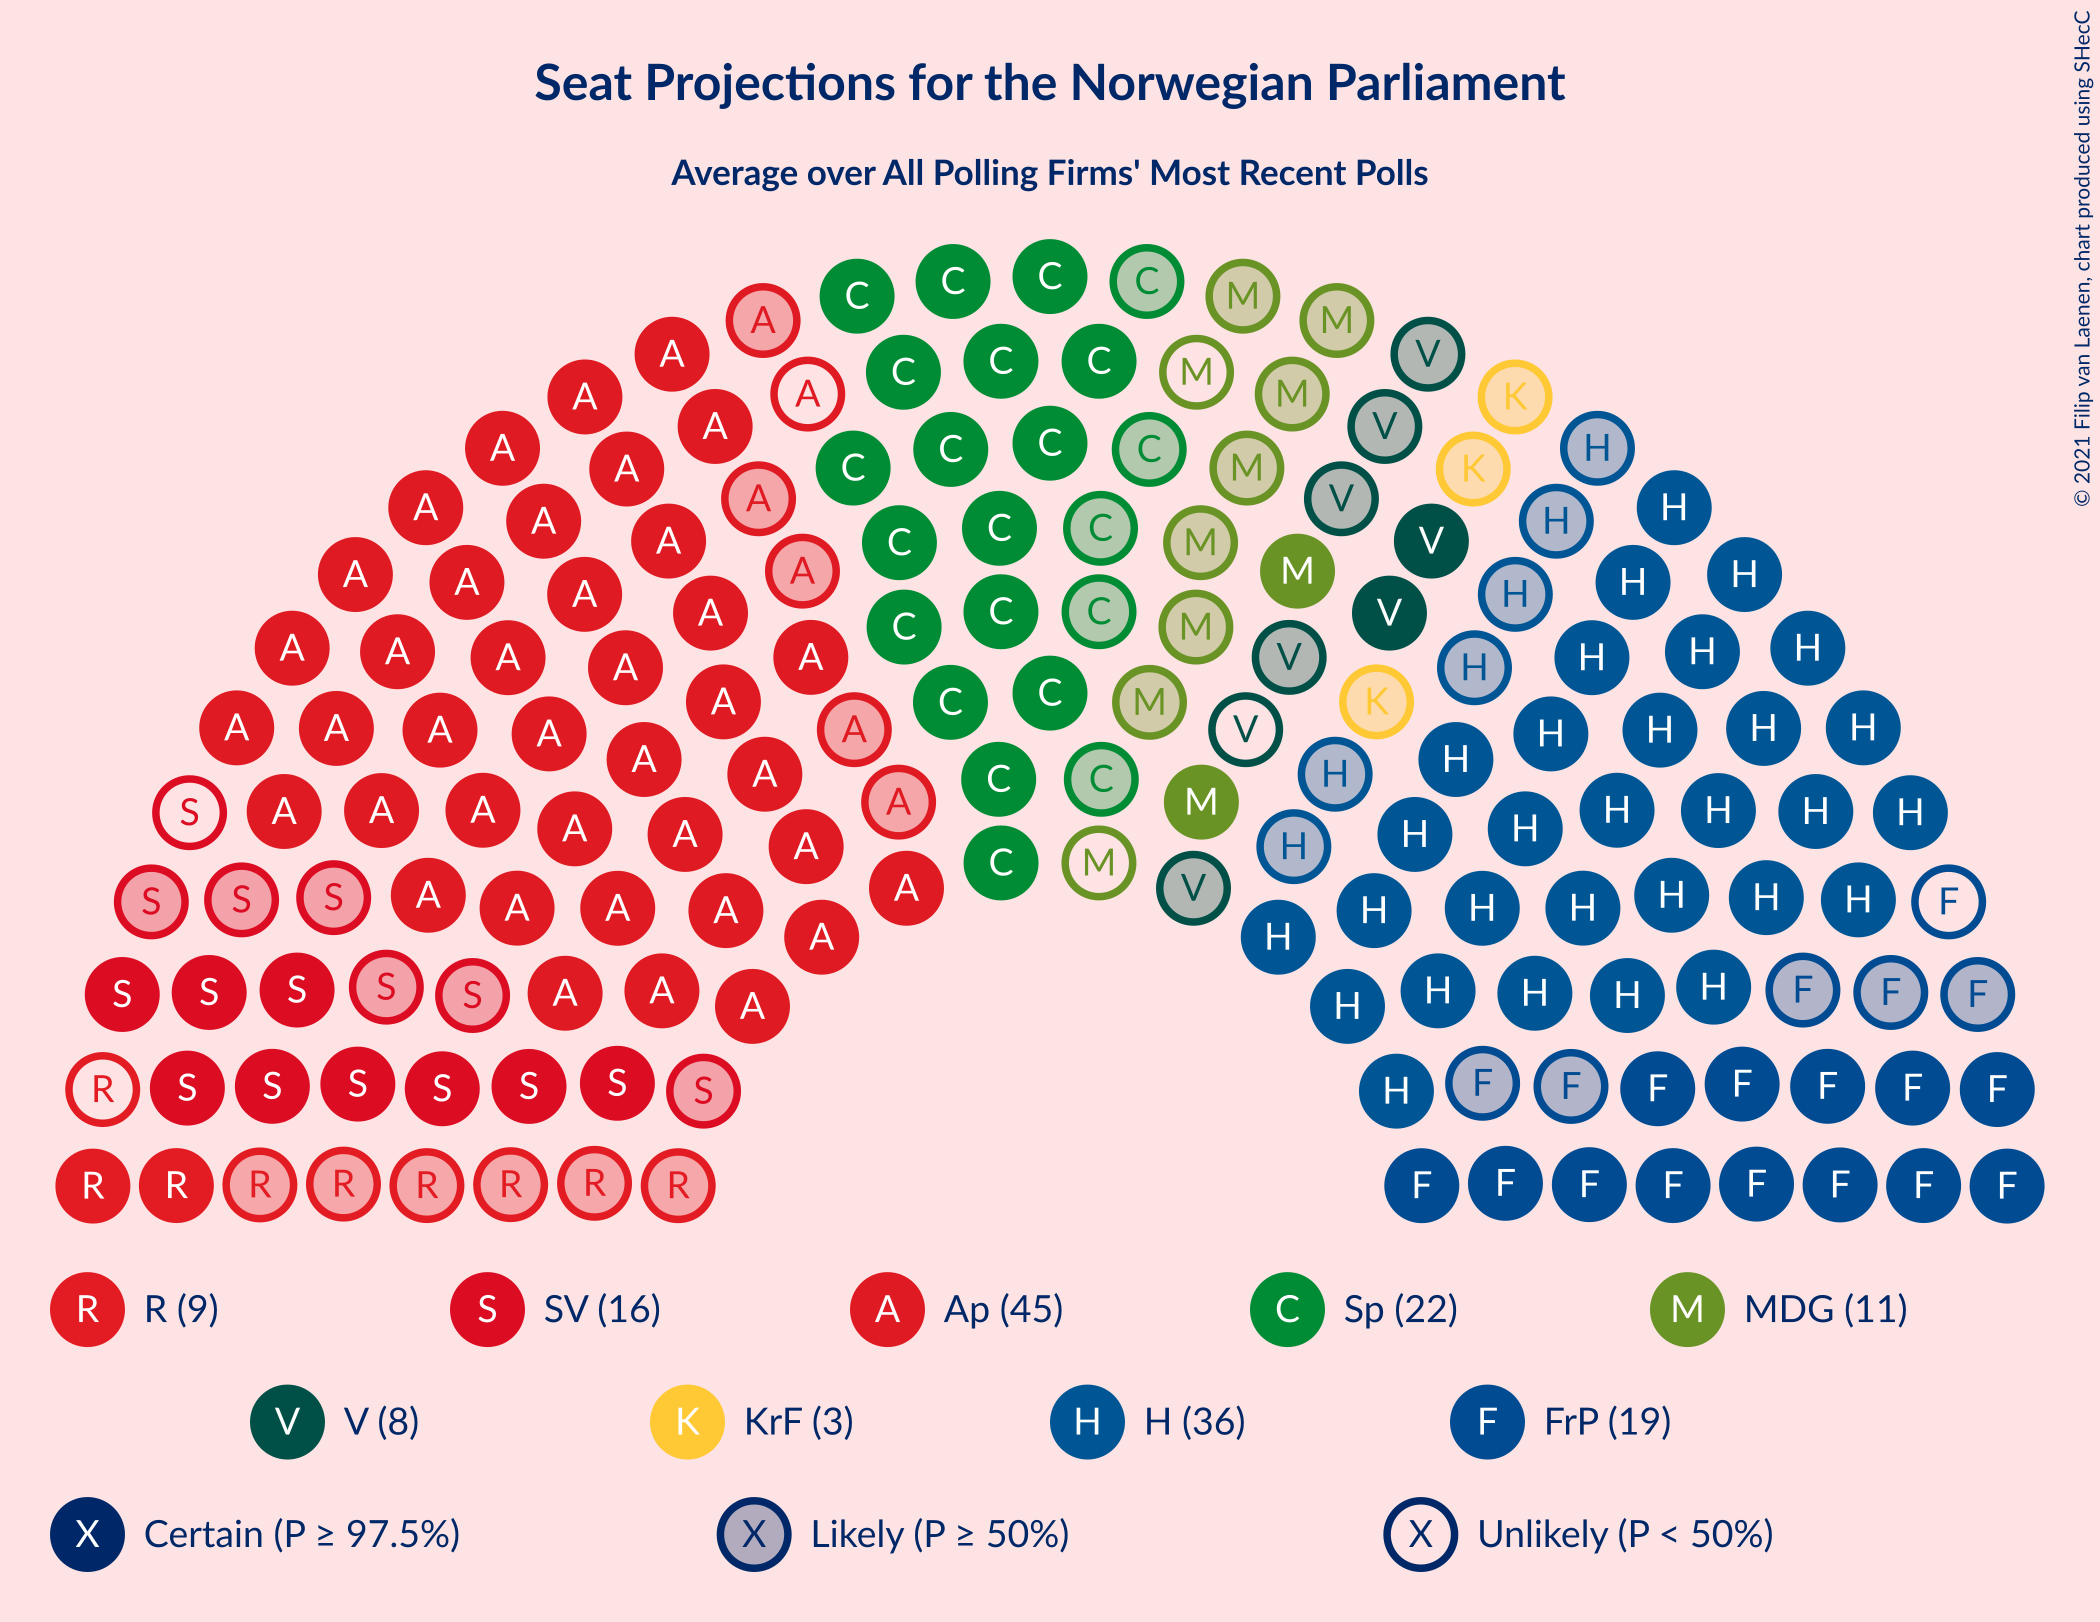 Seat Projections for the Norwegian Parliament
Average over All Polling Firms' Most Recent Polls
© 2021 Filip van Laenen, chart produced using SHecC
C C C C
A M M
A V
A C C C M K
A M
A V H
A C C C C M K
A A V H
A A C C C M M V H
A A A H
A A A C C C M V H H
A A A A V H H H
A A A A C C M K H H
A A A A A V H H H H
A A A C C M H H
S A A A A A A H H H H H H
A A A H H
C M
S S S A A A A A V H H H H H H F
A H
S S S S S A A A H H H H H F F F
R S S S S S S S H F F F F F F F
R R R R R R R R F F F F F F F F
R R (9) S SV (16) A Ap (45) C Sp (22) M MDG (11)
V V (8) K KrF (3) H H (36) F FrP (19)
X Certain (P ≥ 97.5%) X Likely (P ≥ 50%) X Unlikely (P < 50%)